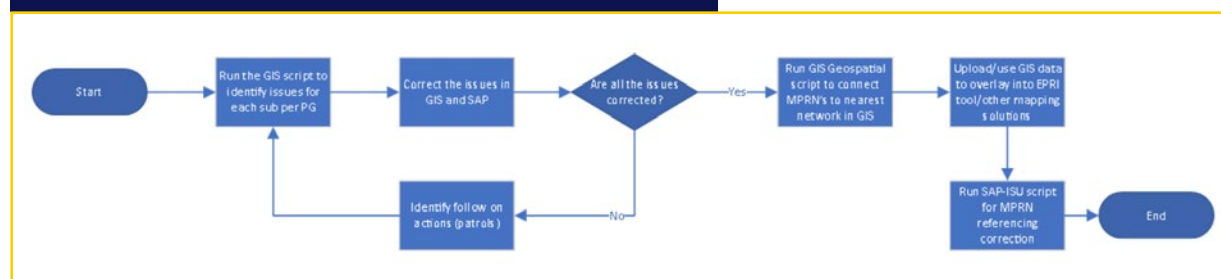 Start
Run the GIS script to
identify issues for
each sub per PG
Correct the issues in
GIS and SAP
Are all the issues
corrected?
Yes
Run GIS Geospatial
script to connect
MPRN's to nearest
network in GIS
Upload/use GIS data
to overlay into EPRI
tool/other mapping
solutions
No
Identify follow on
actions (patrols)
Run SAP-ISU script
for MPRN
referencing
correction
End